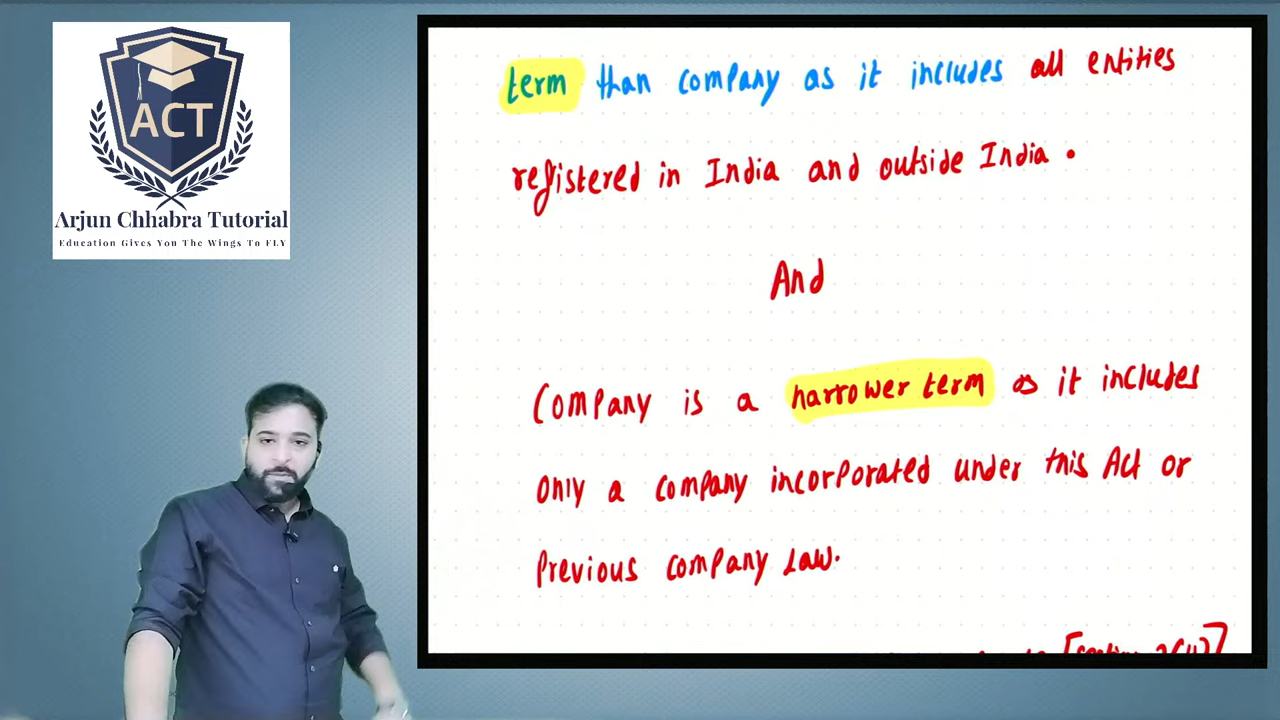 ACT
Arjun Chhabra Tutorial
Education Gives You The Wings To FLY
term than company as it includes all entities
registered in India and outside India.
And
Company is a narrower term as it includes
only a company incorporated under this Act or
Previous company Law.